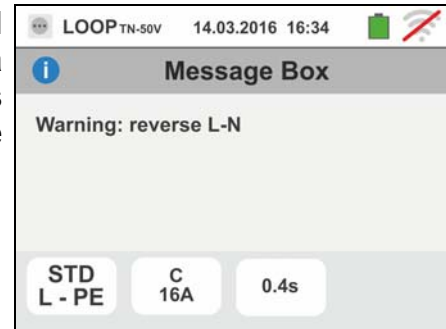 LOOP TN-50V 14.03.2016 16:34
i Message Box
Warning: reverse L-N
STD
L - PE
C
16A
0.4s